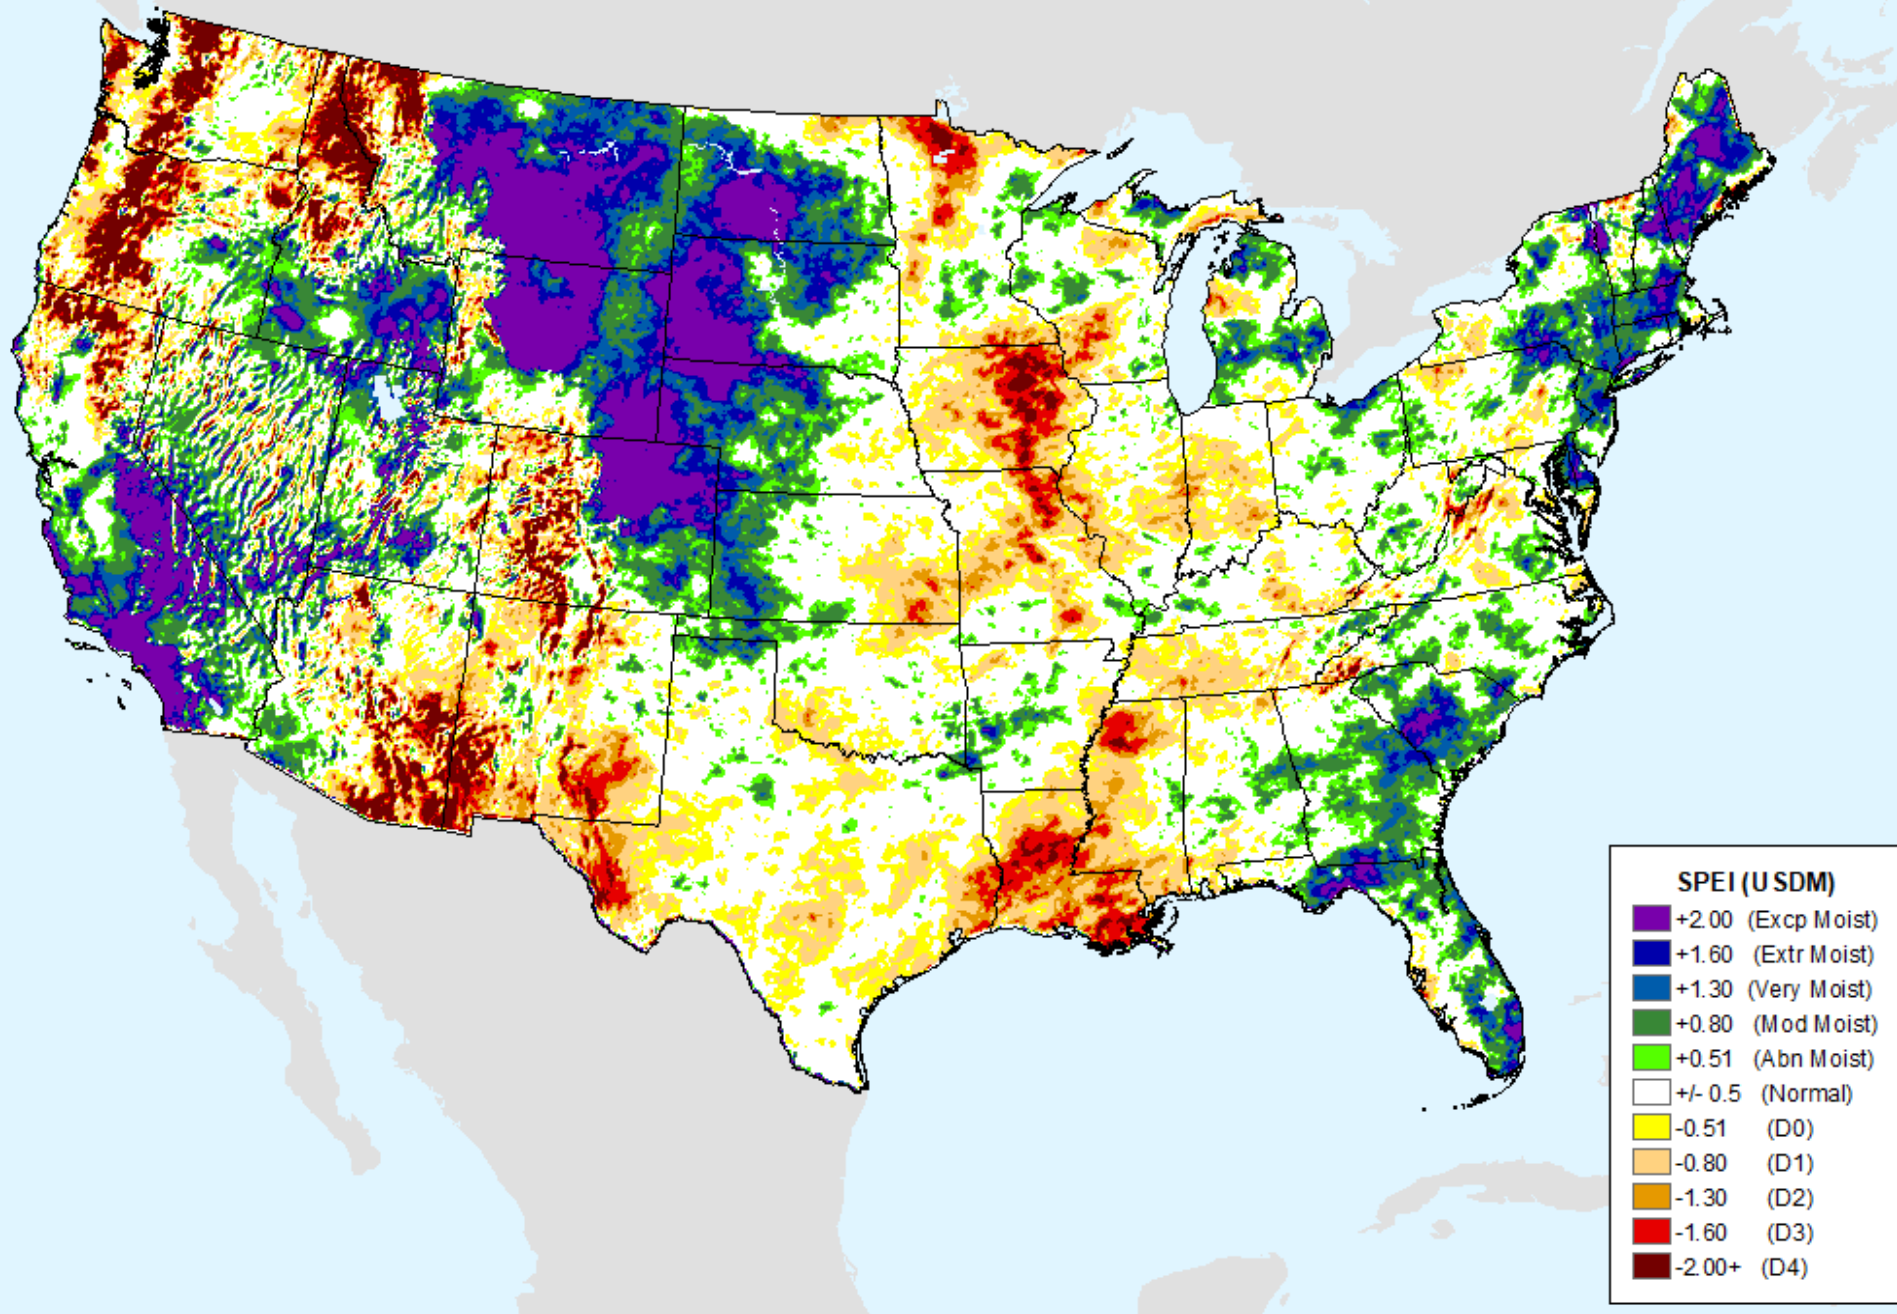 SPEI (USDM)
+2.00 (Excp Moist)
+1.60 (Extr Moist)
+1.30 (Very Moist)
+0.80 (Mod Moist)
+0.51 (Abn Moist)
+/- 0.5 (Normal)
-0.51 (D0)
-0.80 (D1)
-1.30 (D2)
-1.60 (D3)
-2.00+ (D4)